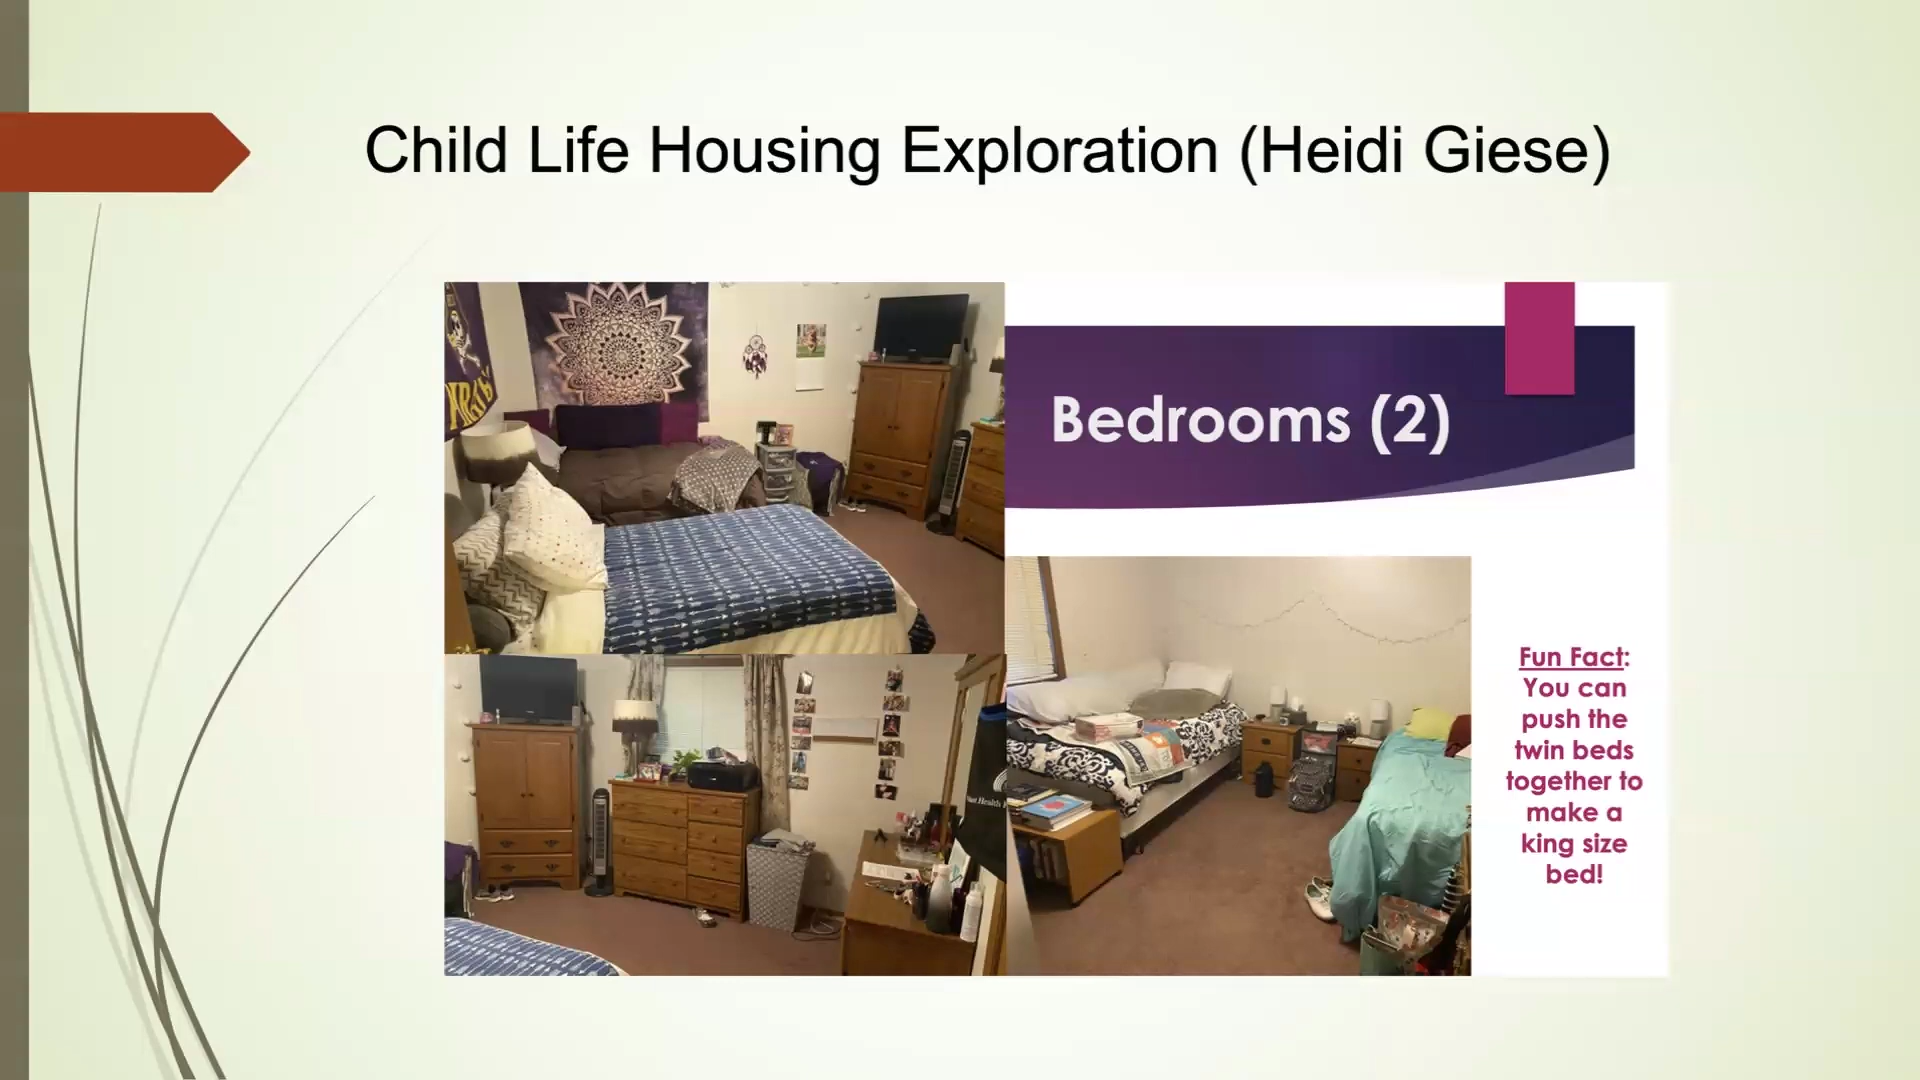 Child Life Housing Exploration (Heidi Giese)
Bedrooms (2)
Fun Fact:
You can
push the
twin beds
together to
make a
king size
bed!